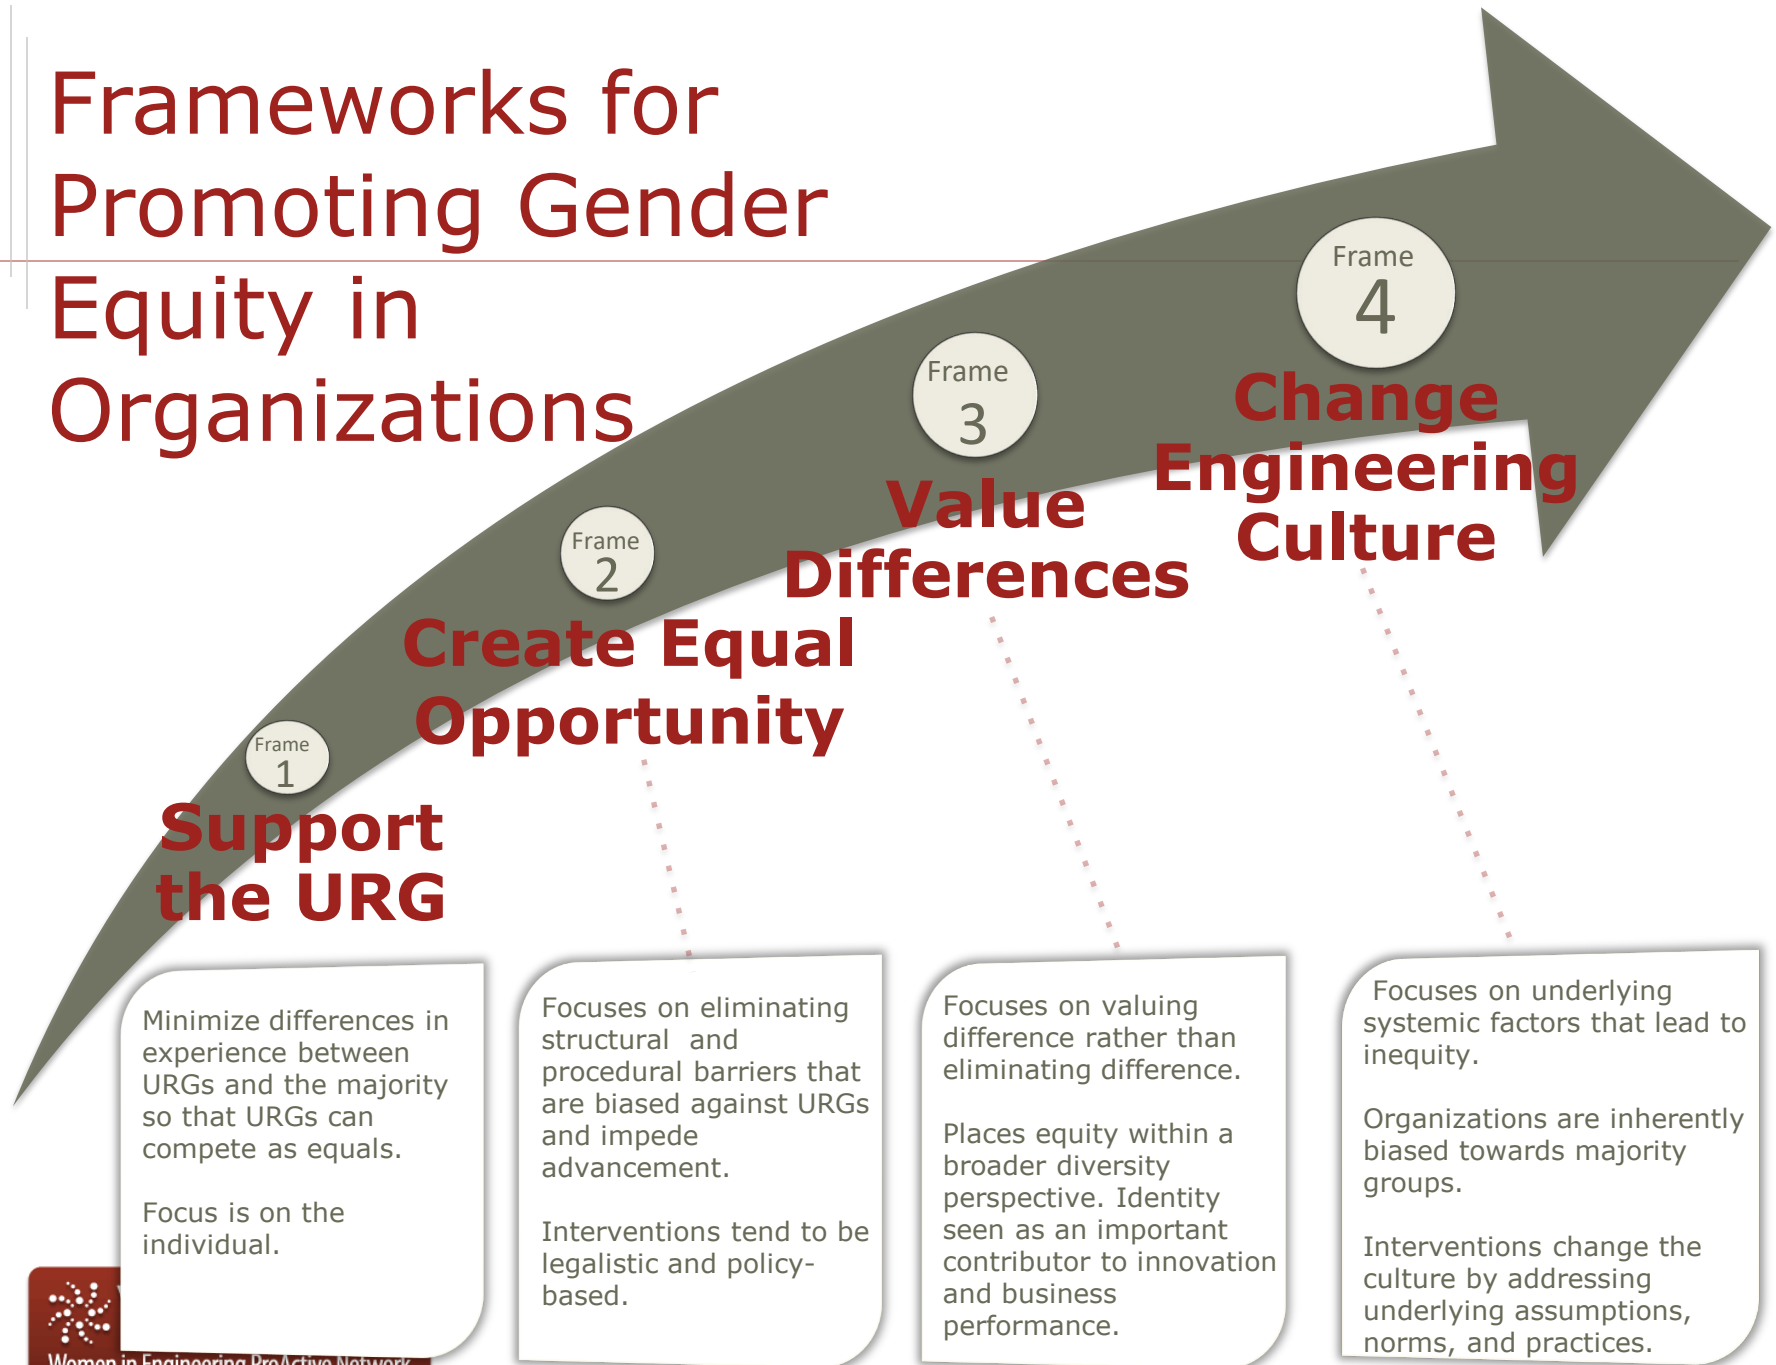 Frameworks for
Promoting Gender
Equity in
Organizations
Frame
4
Change
Engineering
Culture
Frame
3
Value
Differences
Frame
2
Create Equal
Opportunity
Frame
1
Support
the URG
Minimize differences in
experience between
URGs and the majority
so that URGs can
compete as equals.
Focus is on the
individual.
Focuses on eliminating
structural and
procedural barriers that
are biased against URGs
and impede
advancement.
Interventions tend to be
legalistic and policy-
based.
Focuses on valuing
difference rather than
eliminating difference.
Places equity within a
broader diversity
perspective. Identity
seen as an important
contributor to innovation
and business
performance.
Focuses on underlying
systemic factors that lead to
inequity.
Organizations are inherently
biased towards majority
groups.
Interventions change the
culture by addressing
underlying assumptions,
norms, and practices.
Women in Engineering ProActive Network